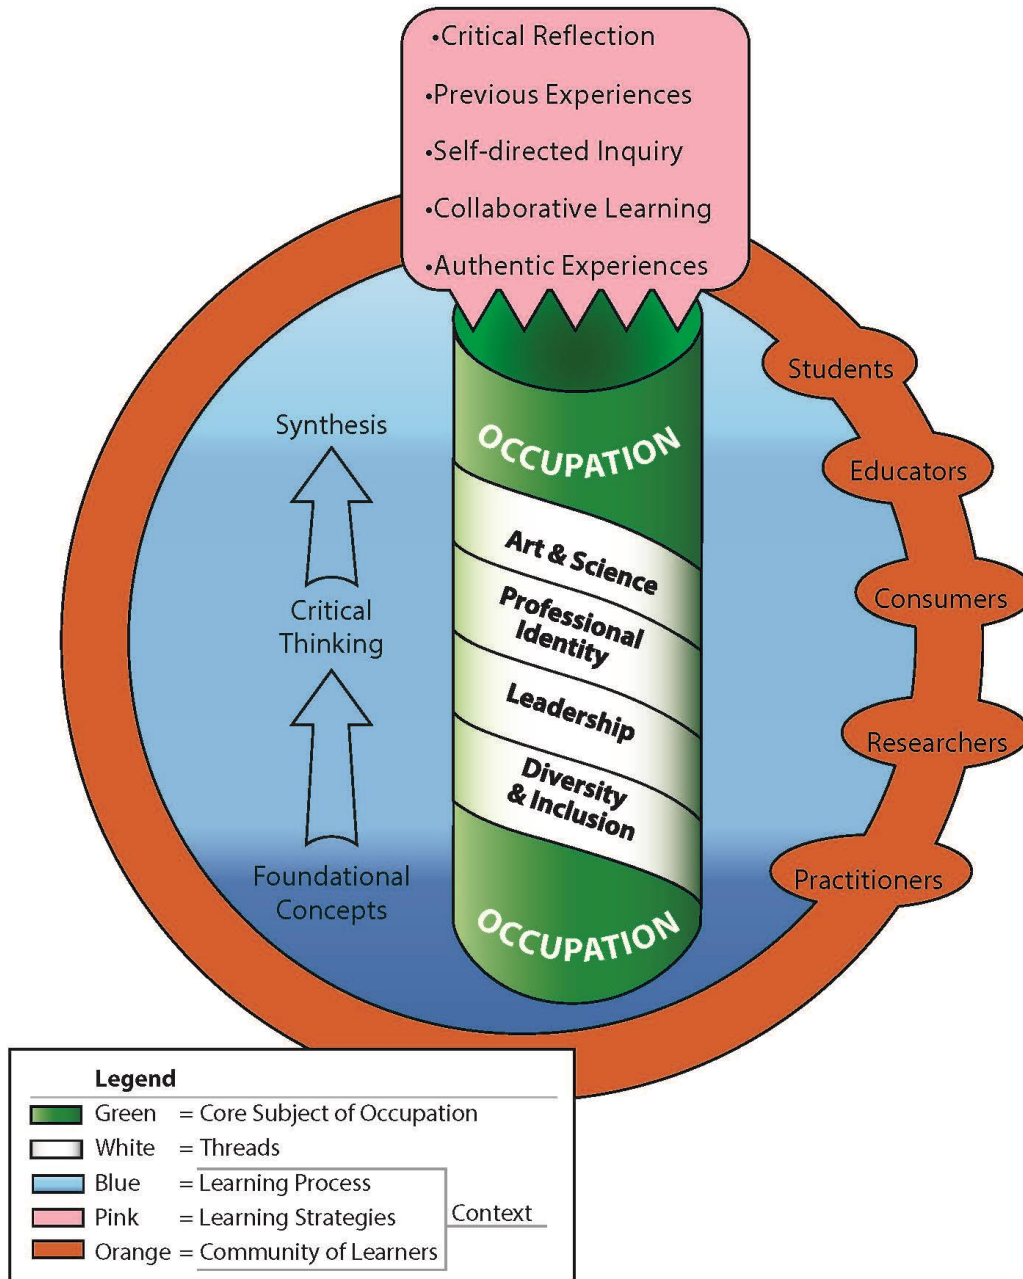 •Critical Reflection
•Previous Experiences
•Self-directed Inquiry
•Collaborative Learning
•Authentic Experiences
Students
Educators
Consumers
Researchers
Practitioners
Synthesis
Critical
Thinking
Foundational
Concepts
OCCUPATION
Art & Science
Professional
Identity
Leadership
Diversity
& Inclusion
OCCUPATION
Legend
Green = Core Subject of Occupation
White = Threads
Blue = Learning Process
Pink = Learning Strategies
Orange = Community of Learners
Context